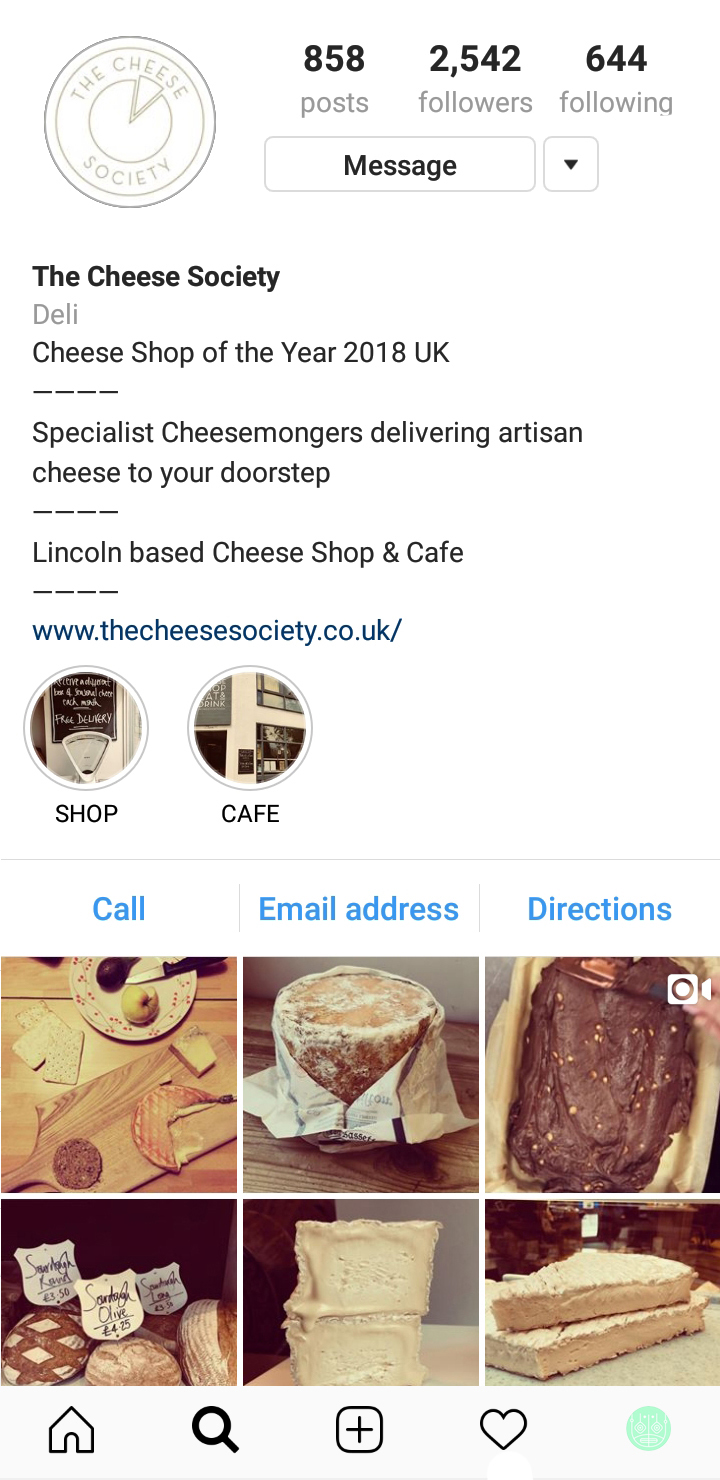 THE CHEESE
SOCIETY
858 2,542 644
posts followers following
Message
The Cheese Society
Deli
Cheese Shop of the Year 2018 UK
————
Specialist Cheesemongers delivering artisan
cheese to your doorstep
————
Lincoln based Cheese Shop & Cafe
————
www.thecheesesociety.co.uk/
Receive a different
box of seasonal cheese
each month
FREE DELIVERY
DRINK
SHOP CAFE
Call Email address Directions
Sourdough
Round
£3.50
Sourdough
Olive
£4.25
Sourdough
Long
£3.50